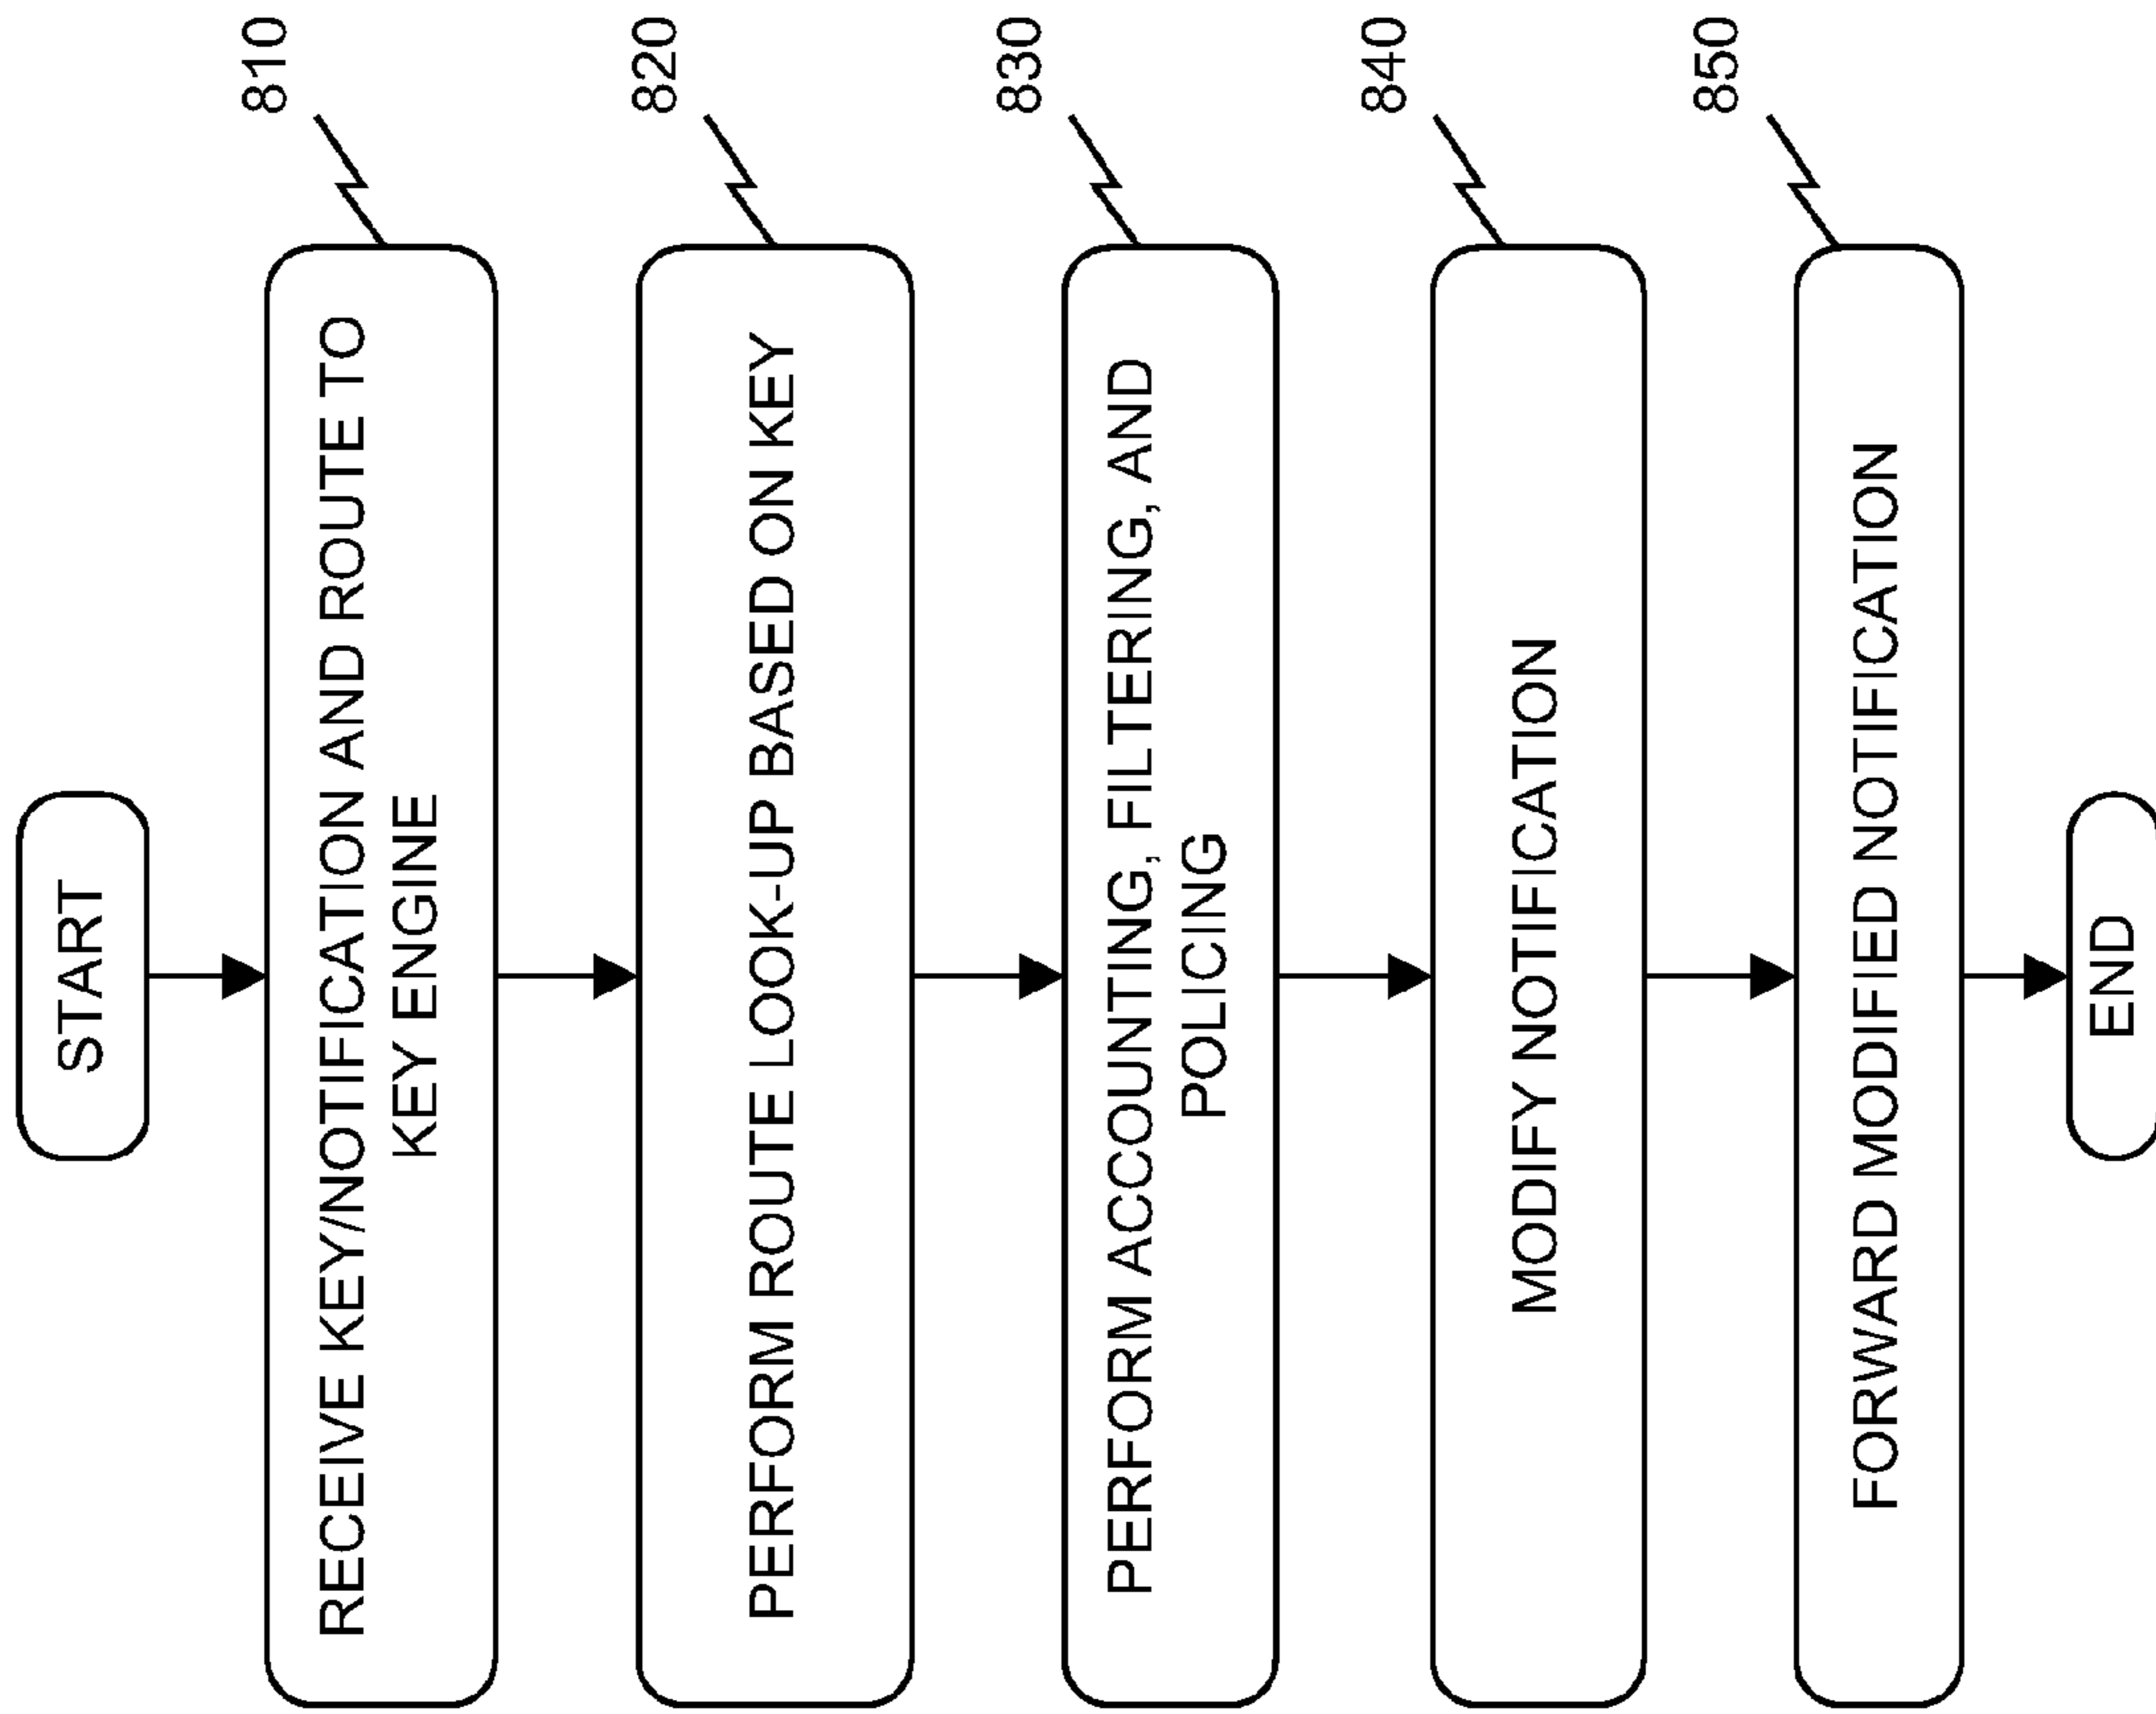 START
RECEIVE KEY/NOTIFICATION AND ROUTE TO
KEY ENGINE
810
PERFORM ROUTE LOOK-UP BASED ON KEY
820
PERFORM ACCOUNTING, FILTERING, AND
POLICING
830
MODIFY NOTIFICATION
840
FORWARD MODIFIED NOTIFICATION
850
END